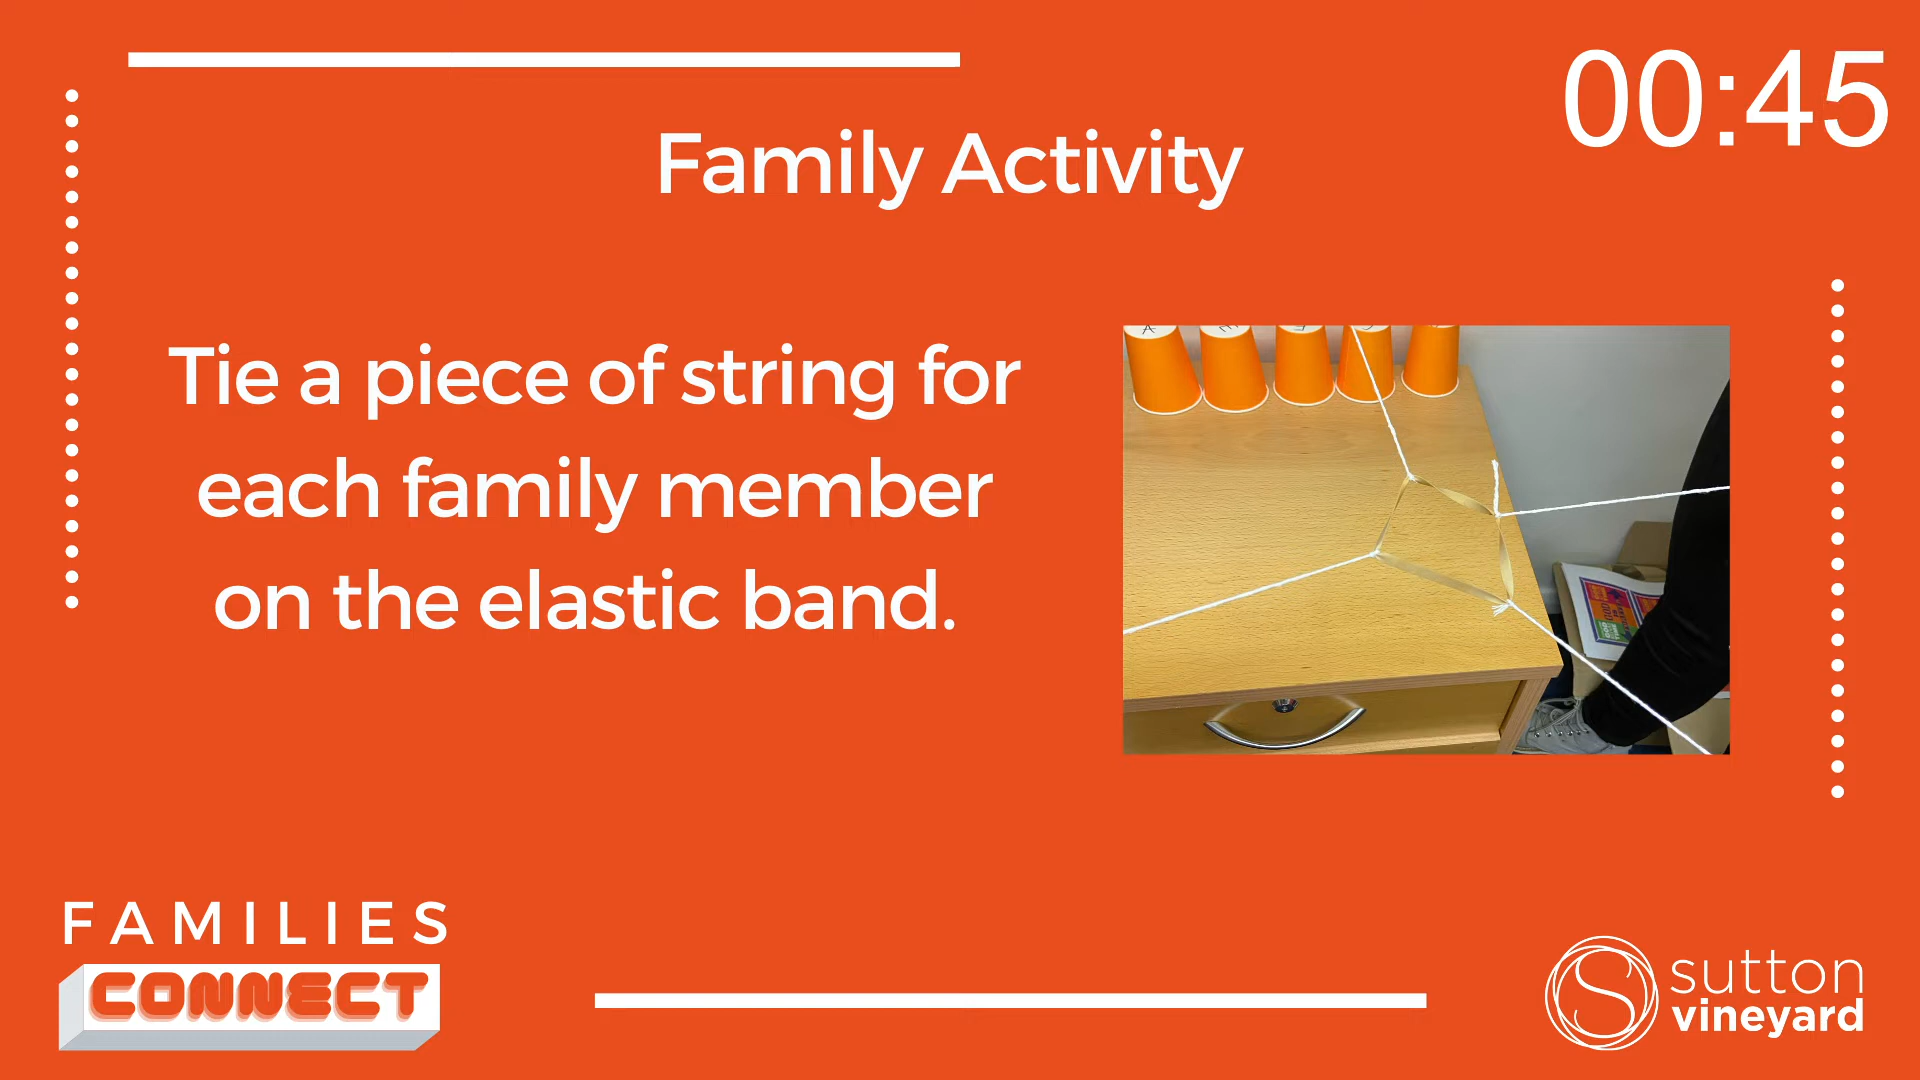 00:45
Family Activity
Tie a piece of string for
each family member
on the elastic band.
FAMILIES
CONNECT
sutton
vineyard